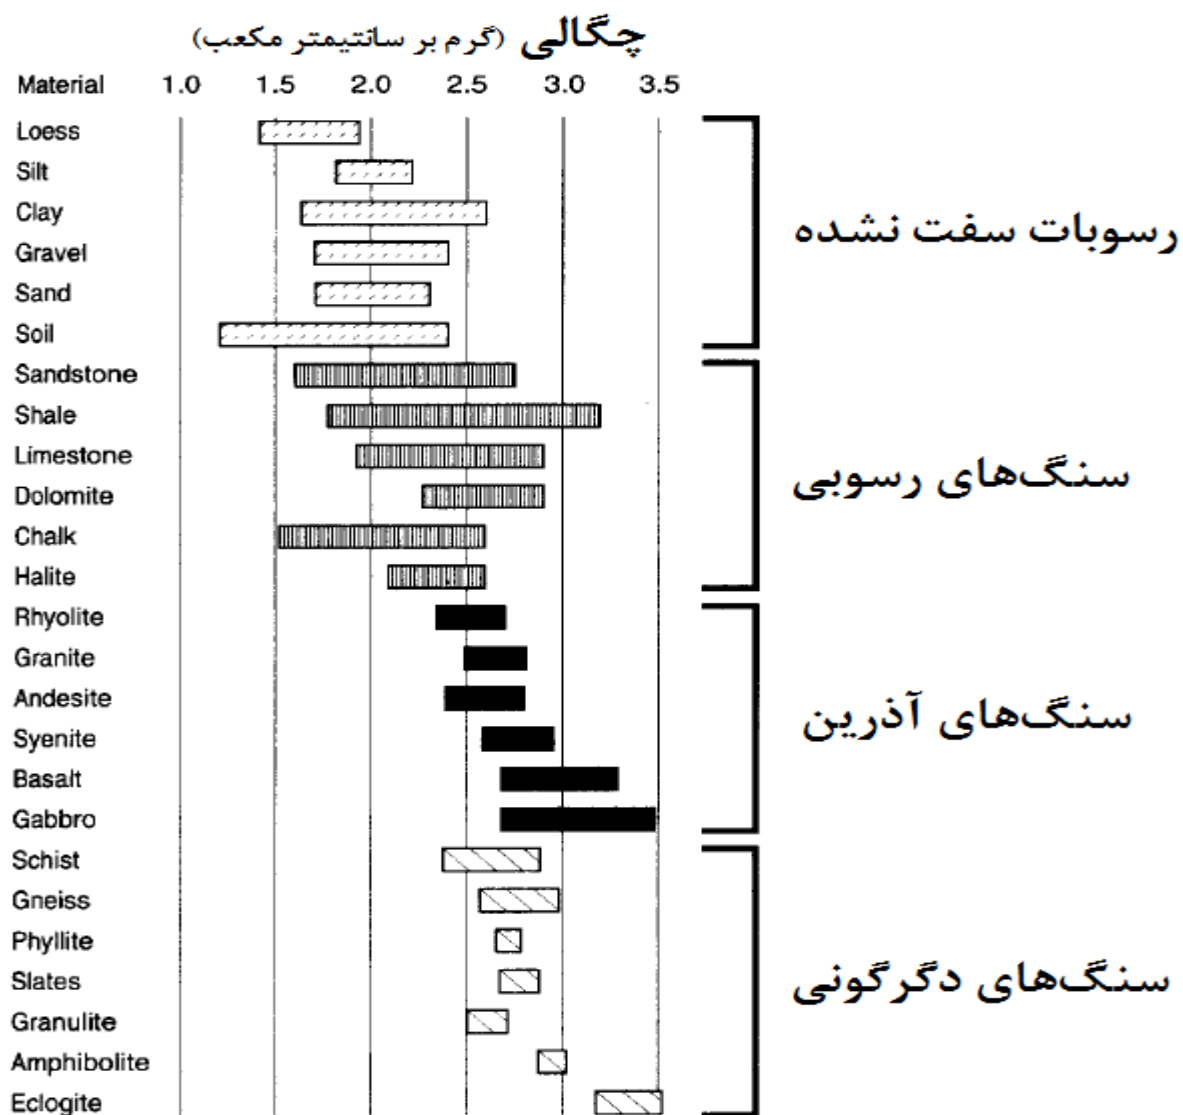 چگالی (گرم بر سانتیمتر مکعب)
Material 1.0 1.5 2.0 2.5 3.0 3.5
Loess
Silt
Clay
Gravel
Sand
Soil
رسوبات سفت نشده
Sandstone
Shale
Limestone
Dolomite
Chalk
Halite
سنگ‌های رسوبی
Rhyolite
Granite
Andesite
Syenite
Basalt
Gabbro
سنگ‌های آذرین
Schist
Gneiss
Phyllite
Slates
Granulite
Amphibolite
Eclogite
سنگ‌های دگرگونی